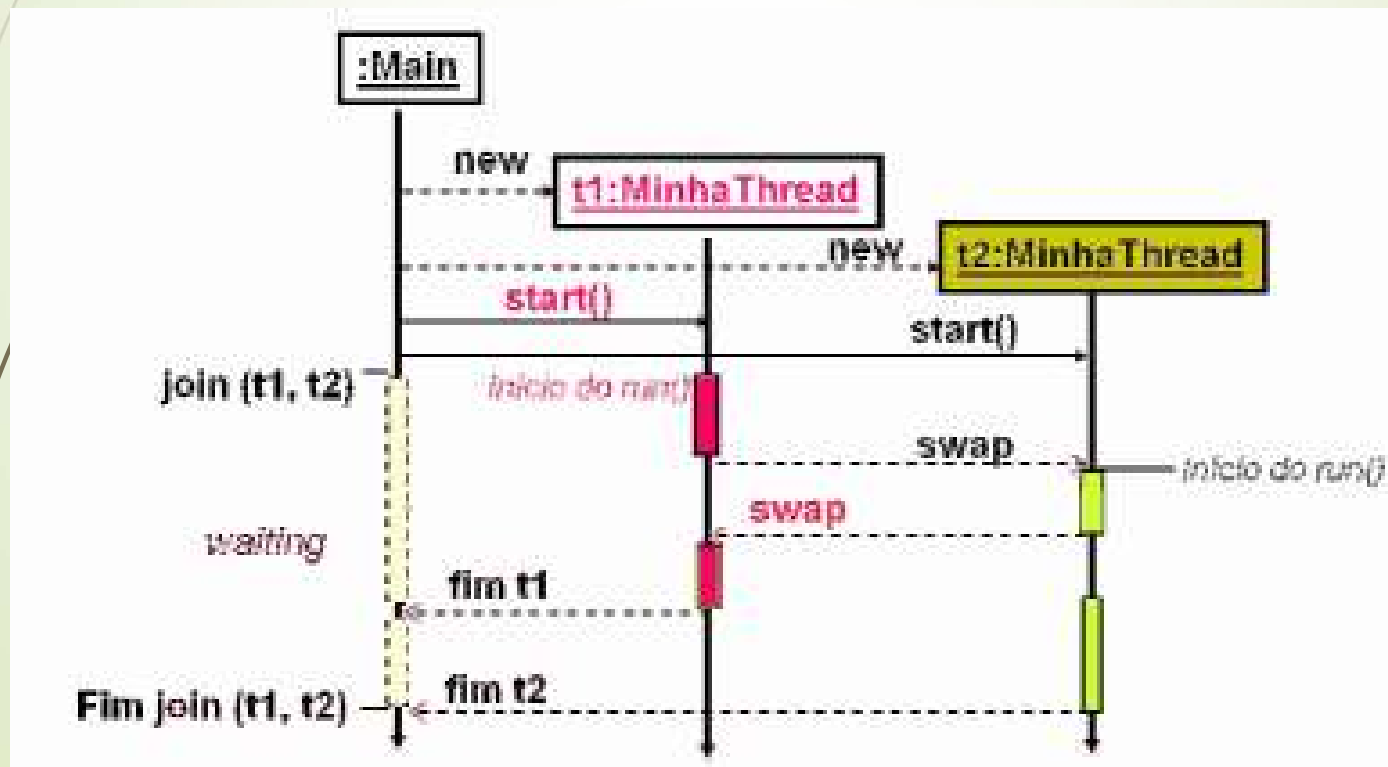 :Main
new
t1:MinhaThread
new
t2:MinhaThread
start()
start()
join (t1, t2)
início do run()
swap
início do run()
swap
waiting
fim t1
fim t2
Fim join (t1, t2)